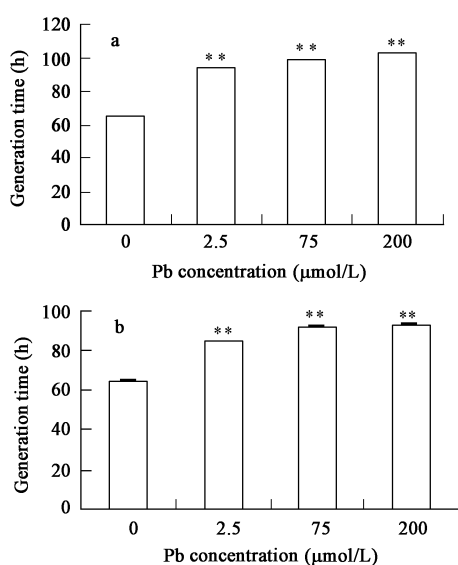 120
a
100
80
60
40
20
0
Generation time (h)
* *
* *
**
0 2.5 75 200
Pb concentration (μmol/L)
100
b
80
60
40
20
0
Generation time (h)
* *
* *
**
0 2.5 75 200
Pb concentration (μmol/L)